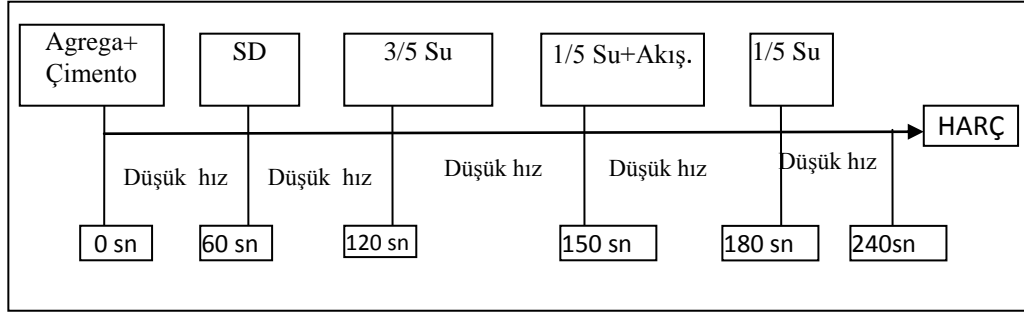 Agrega+
Çimento
SD
3/5 Su
1/5 Su+Akış.
1/5 Su
HARÇ
Düşük hız
Düşük hız
Düşük hız
Düşük hız
Düşük hız
0 sn
60 sn
120 sn
150 sn
180 sn
240sn